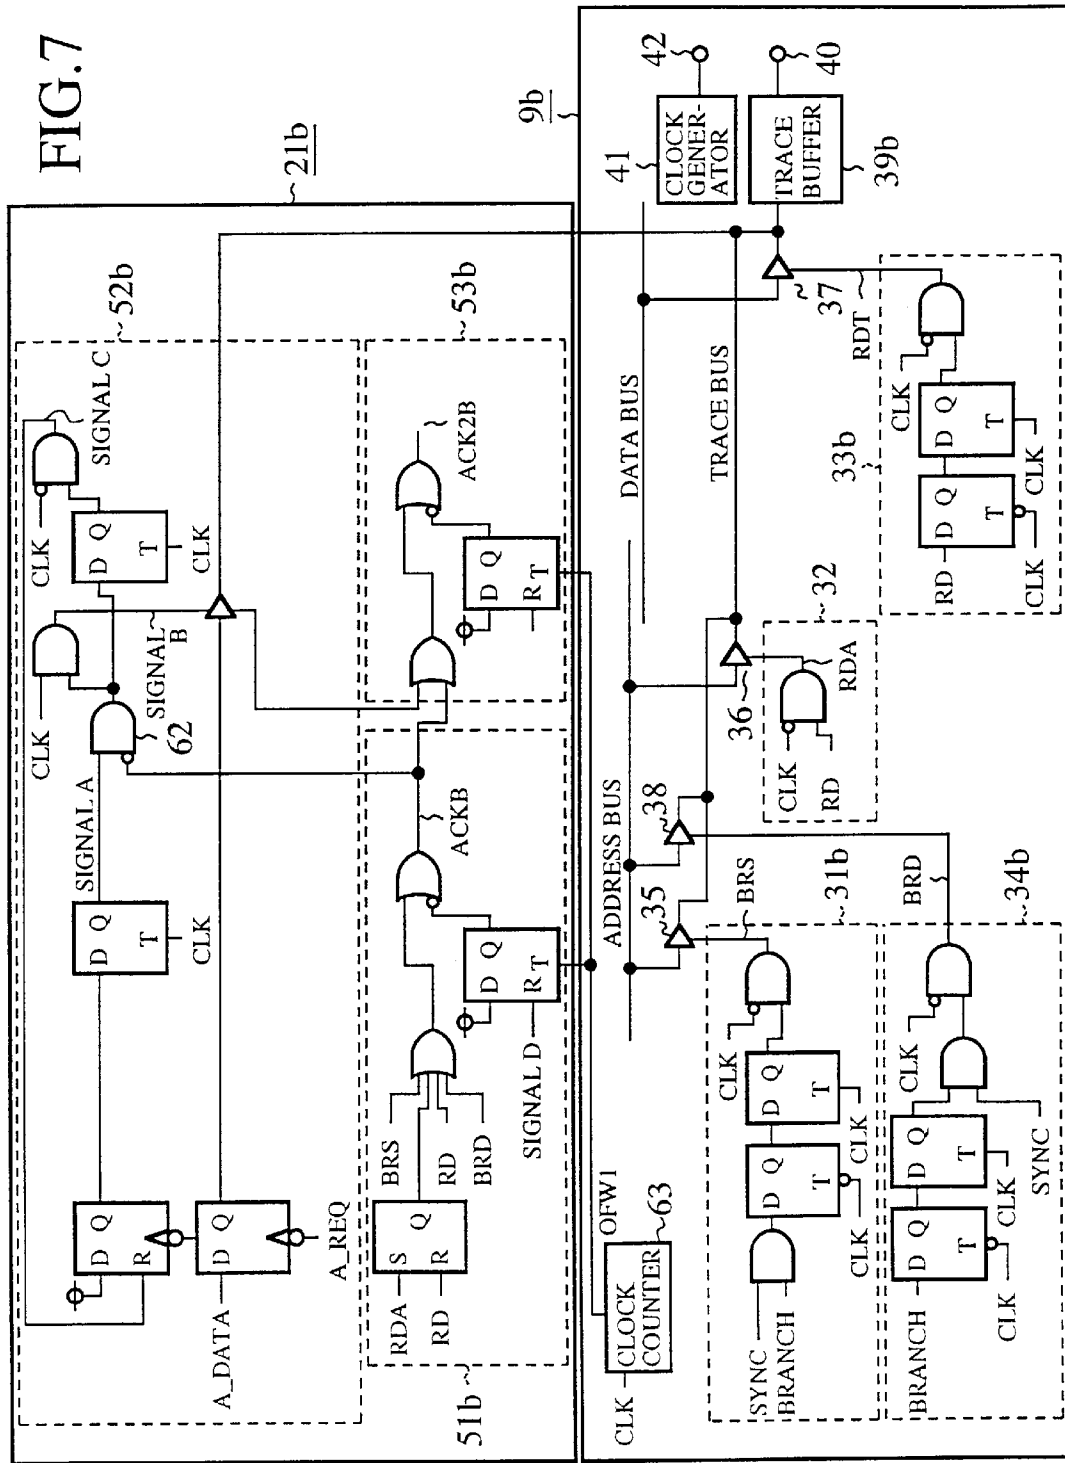 FIG.7
21b
52b
SIGNAL C
CLK
D Q
T
CLK
CLK
SIGNAL B
62
SIGNAL A
D Q
T
CLK
D Q
R
D Q
A_DATA
A_REQ
53b
ACK2B
D Q
R T
ACKB
D Q
R T
SIGNAL D
BRS
RD
BRD
S
Q
R
RDA
RD
51b
9b
42
41
CLOCK
GENER-
ATOR
40
TRACE
BUFFER
39b
DATA BUS
TRACE BUS
37
RDT
33b
CLK
D Q
T
CLK
D Q
T
CLK
RD
ADDRESS BUS
36
32
RDA
CLK
RD
38
35
BRS
BRD
31b
CLK
D Q
T
CLK
D Q
T
CLK
SYNC
BRANCH
34b
CLK
D Q
T
CLK
SYNC
D Q
T
CLK
BRANCH
OFW1
63
CLOCK
COUNTER
CLK